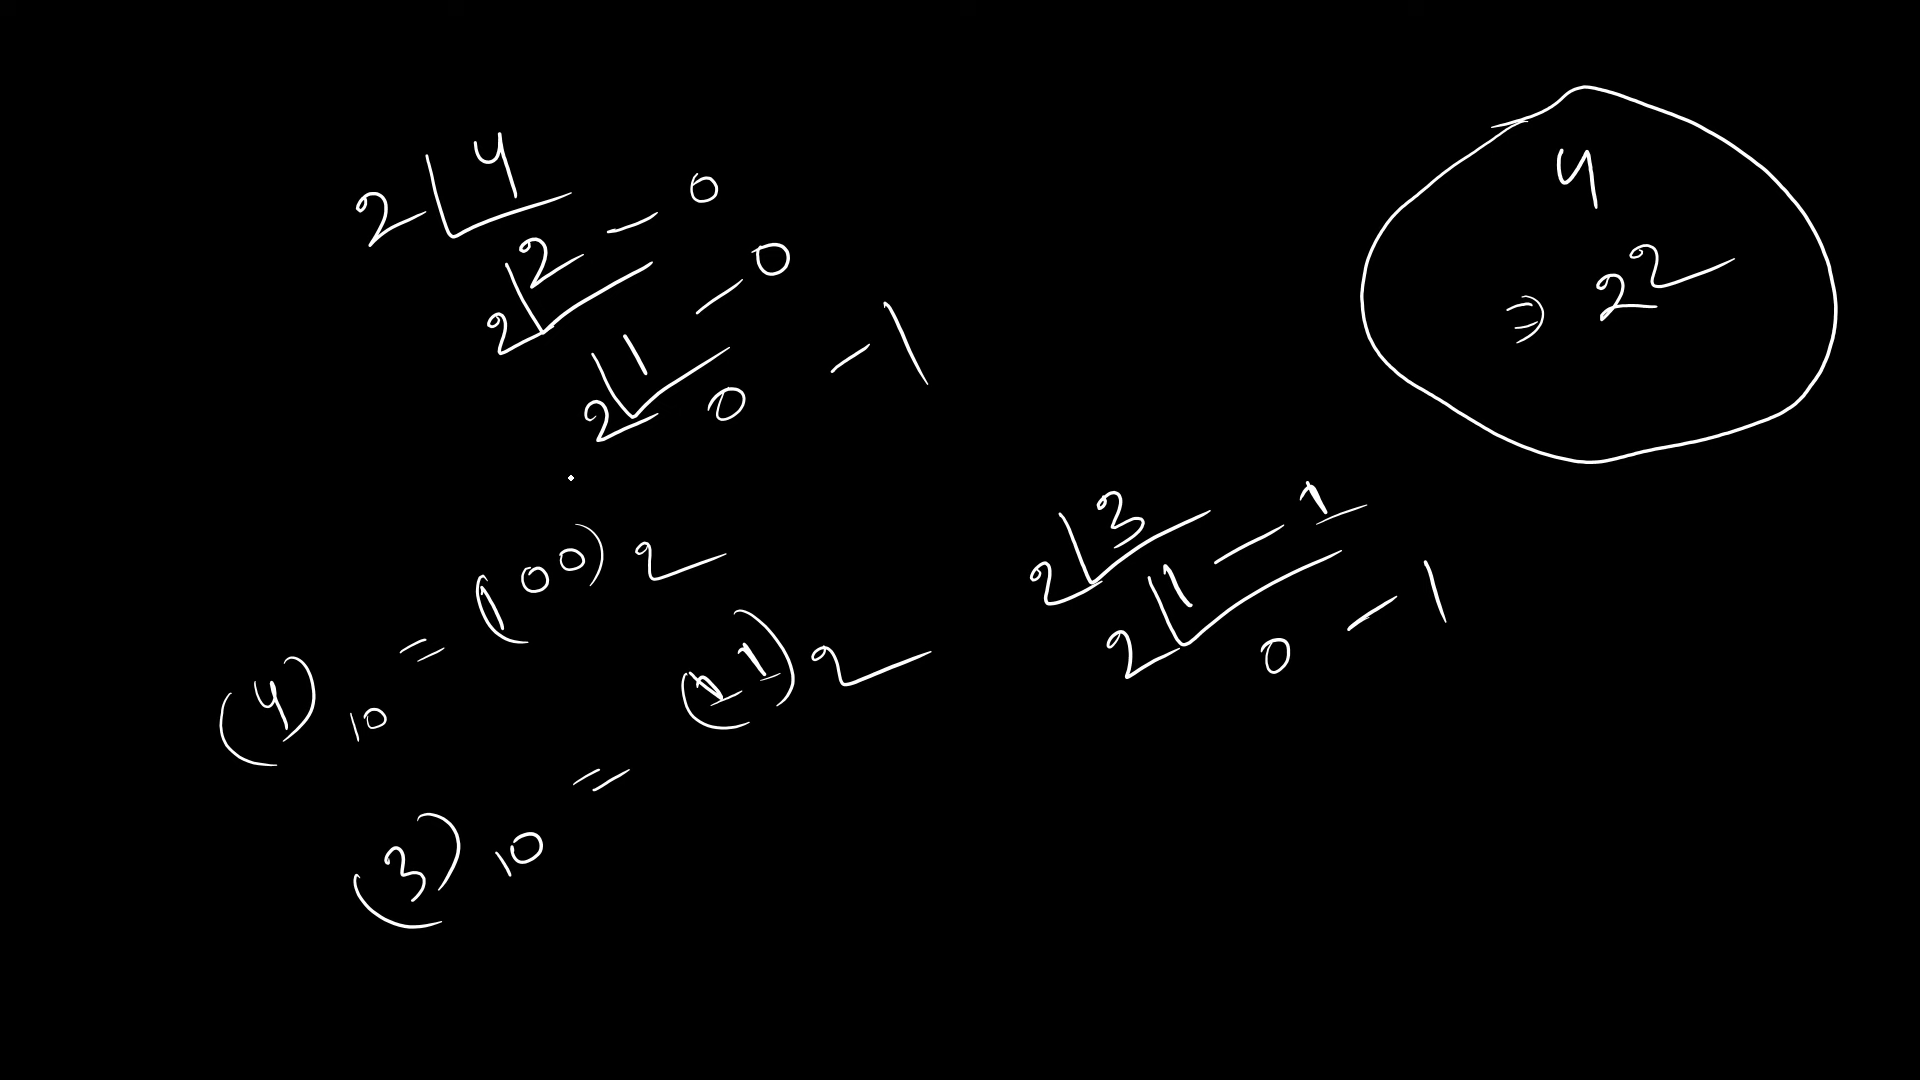 2 | 4
2 | 2 - 0
2 | 1 - 0
0 - 1
4
⇒ 2²
(4)₁₀ = (100)₂
(3)₁₀ = (11)₂
2 | 3
2 | 1 - 1
0 - 1